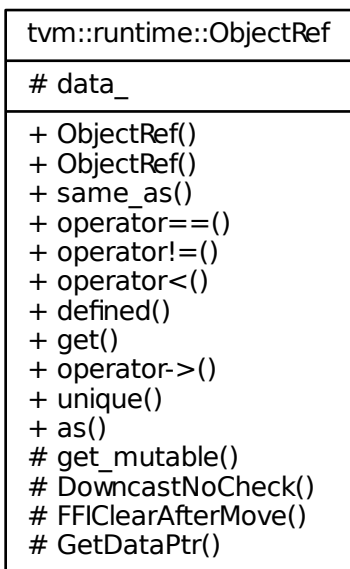 tvm::runtime::ObjectRef
# data_
+ ObjectRef()
+ ObjectRef()
+ same_as()
+ operator==()
+ operator!=()
+ operator<()
+ defined()
+ get()
+ operator->()
+ unique()
+ as()
# get_mutable()
# DowncastNoCheck()
# FFIClearAfterMove()
# GetDataPtr()